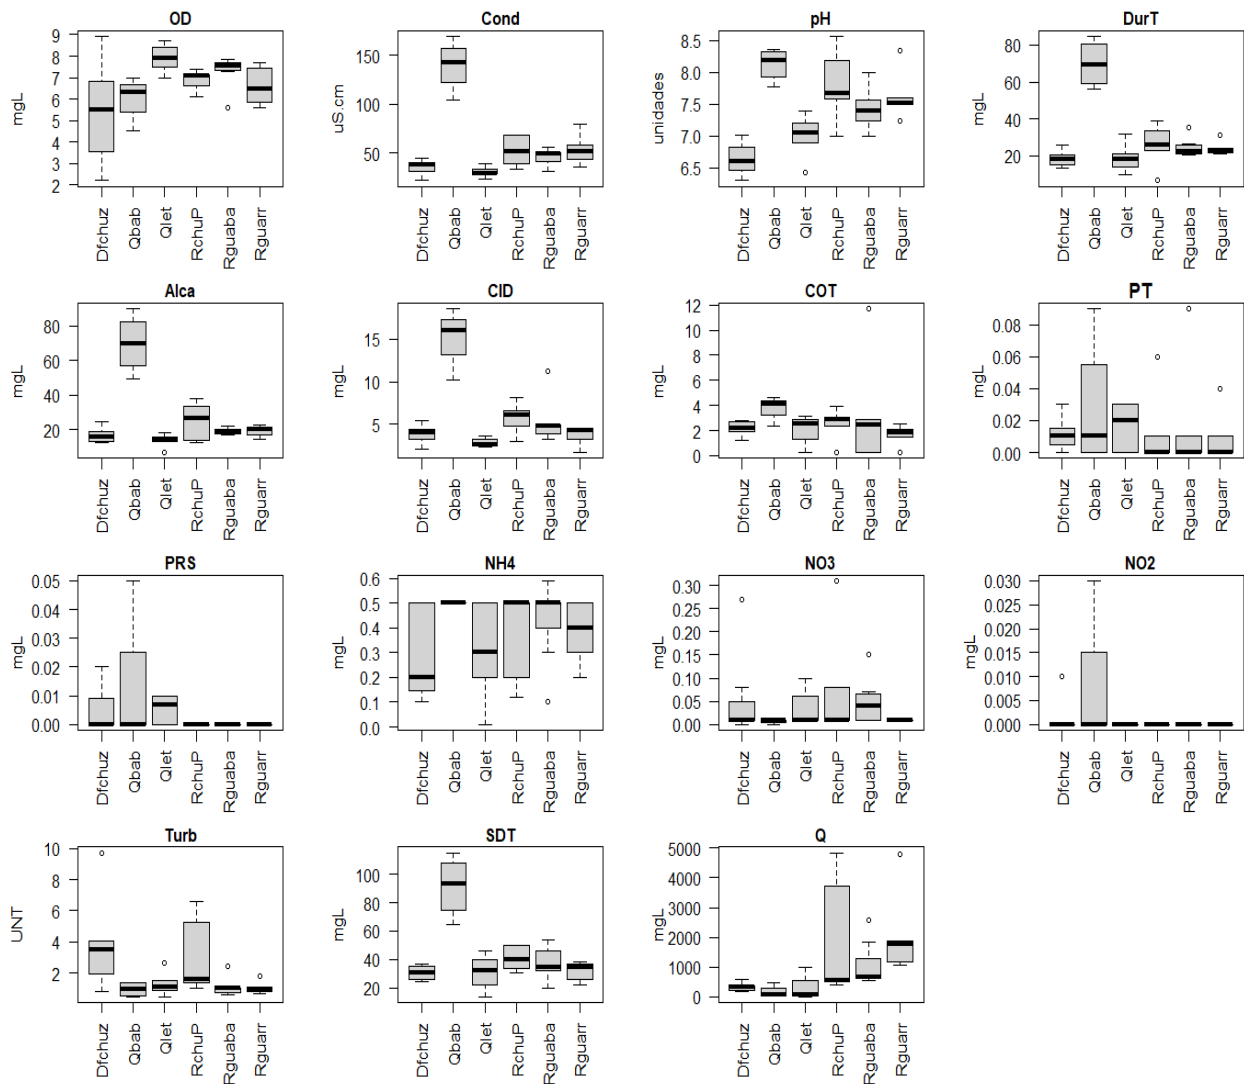 OD
Cond
pH
DurT
mgL
9
8
7
6
5
4
3
2
uS.cm
150
100
50
unidades
8.5
8.0
7.5
7.0
6.5
mgL
80
60
40
20
Dfchuz Qbab Qlet RchuP Rguaba Rguarr
Dfchuz Qbab Qlet RchuP Rguaba Rguarr
Dfchuz Qbab Qlet RchuP Rguaba Rguarr
Dfchuz Qbab Qlet RchuP Rguaba Rguarr
Alca
CID
COT
PT
mgL
80
60
40
20
mgL
15
10
5
mgL
12
10
8
6
4
2
0
mgL
0.08
0.06
0.04
0.02
0.00
Dfchuz Qbab Qlet RchuP Rguaba Rguarr
Dfchuz Qbab Qlet RchuP Rguaba Rguarr
Dfchuz Qbab Qlet RchuP Rguaba Rguarr
Dfchuz Qbab Qlet RchuP Rguaba Rguarr
PRS
NH4
NO3
NO2
mgL
0.05
0.04
0.03
0.02
0.01
0.00
mgL
0.6
0.5
0.4
0.3
0.2
0.1
0.0
mgL
0.30
0.25
0.20
0.15
0.10
0.05
0.00
mgL
0.030
0.025
0.020
0.015
0.010
0.005
0.000
Dfchuz Qbab Qlet RchuP Rguaba Rguarr
Dfchuz Qbab Qlet RchuP Rguaba Rguarr
Dfchuz Qbab Qlet RchuP Rguaba Rguarr
Dfchuz Qbab Qlet RchuP Rguaba Rguarr
Turb
SDT
Q
UNT
10
8
6
4
2
mgL
100
80
60
40
20
mgL
5000
4000
3000
2000
1000
0
Dfchuz Qbab Qlet RchuP Rguaba Rguarr
Dfchuz Qbab Qlet RchuP Rguaba Rguarr
Dfchuz Qbab Qlet RchuP Rguaba Rguarr